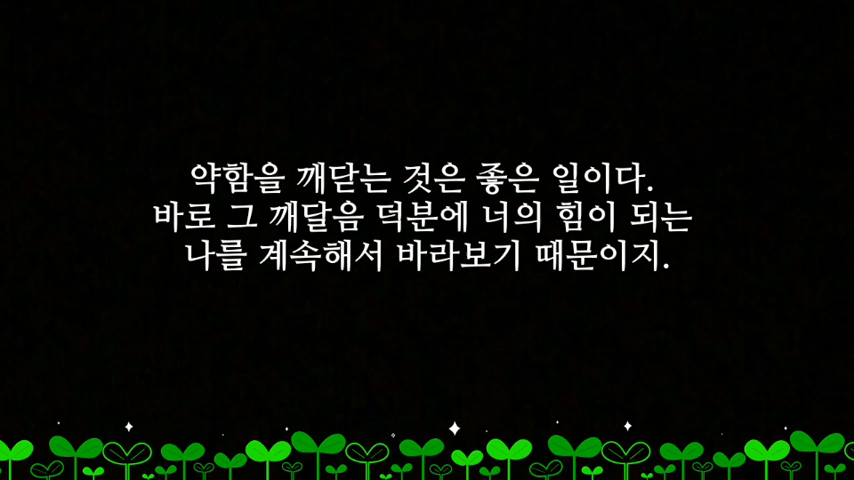 약함을 깨닫는 것은 좋은 일이다.
바로 그 깨달음 덕분에 너의 힘이 되는
나를 계속해서 바라보기 때문이지.